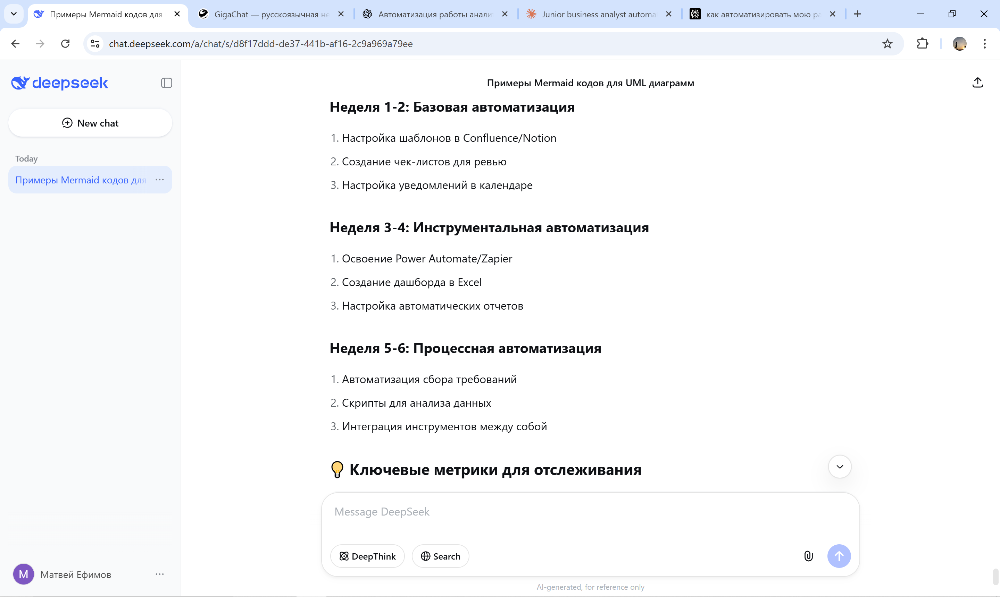 Примеры Mermaid кодов для
GigaChat — русскоязычная не
Автоматизация работы анали
Junior business analyst automa
как автоматизировать мою ра
chat.deepseek.com/a/chat/s/d8f17ddd-de37-441b-af16-2c9a969a79ee
deepseek
New chat
Today
Примеры Mermaid кодов для
Примеры Mermaid кодов для UML диаграмм
Неделя 1-2: Базовая автоматизация
1. Настройка шаблонов в Confluence/Notion
2. Создание чек-листов для ревью
3. Настройка уведомлений в календаре
Неделя 3-4: Инструментальная автоматизация
1. Освоение Power Automate/Zapier
2. Создание дашборда в Excel
3. Настройка автоматических отчетов
Неделя 5-6: Процессная автоматизация
1. Автоматизация сбора требований
2. Скрипты для анализа данных
3. Интеграция инструментов между собой
💡 Ключевые метрики для отслеживания
Message DeepSeek
DeepThink
Search
М
Матвей Ефимов
AI-generated, for reference only